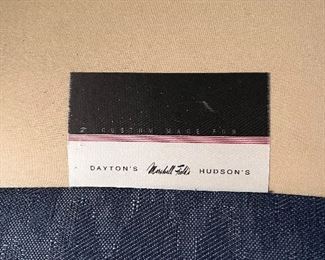 CUSTOM MADE FOR
DAYTON'S Marshall Field's HUDSON'S